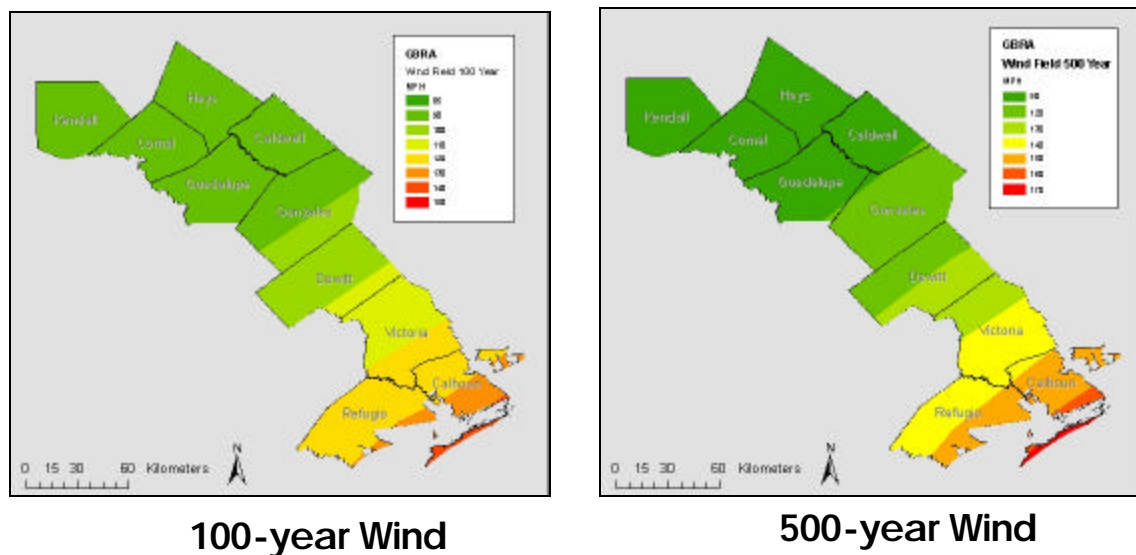 GBRA
Wind Field 100 Year
MPH
Kendall
Hays
Comal
Caldwell
Guadalupe
Gonzales
Dewitt
Victoria
Calhoun
Refugio
N
0 15 30 60 Kilometers
100-year Wind
GBRA
Wind Field 500 Year
MPH
Kendall
Hays
Comal
Caldwell
Guadalupe
Gonzales
Dewitt
Victoria
Calhoun
Refugio
N
0 15 30 60 Kilometers
500-year Wind